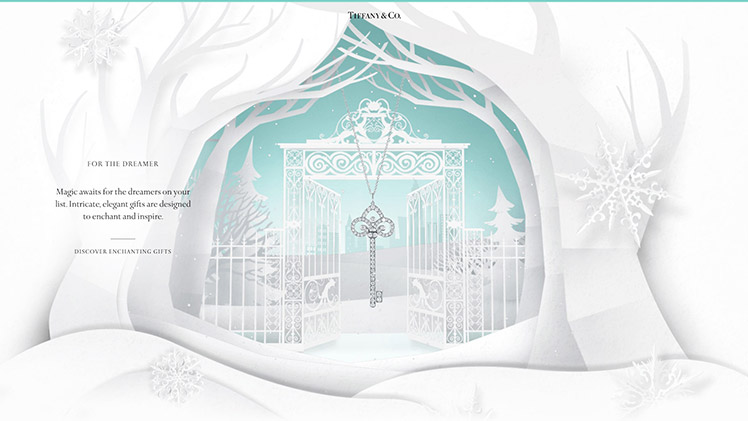 TIFFANY & CO.
FOR THE DREAMER
Magic awaits for the dreamers on your
list. Intricate, elegant gifts are designed
to enchant and inspire.
DISCOVER ENCHANTING GIFTS